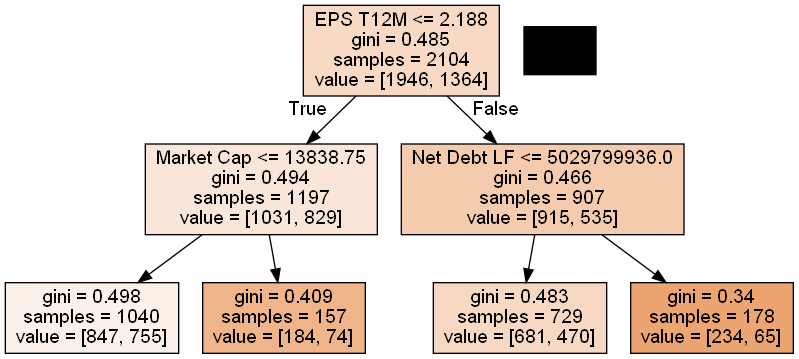 EPS T12M <= 2.188
gini = 0.485
samples = 2104
value = [1946, 1364]
True
False
Market Cap <= 13838.75
gini = 0.494
samples = 1197
value = [1031, 829]
Net Debt LF <= 5029799936.0
gini = 0.466
samples = 907
value = [915, 535]
gini = 0.498
samples = 1040
value = [847, 755]
gini = 0.409
samples = 157
value = [184, 74]
gini = 0.483
samples = 729
value = [681, 470]
gini = 0.34
samples = 178
value = [234, 65]